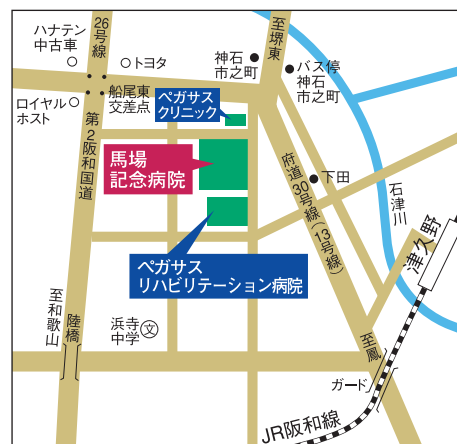 ハナテン
中古車
26号線
トヨタ
神石
市之町
至堺東
バス停
神石
市之町
ロイヤル
ホスト
船尾東
交差点
ペガサス
クリニック
第2阪和国道
馬場
記念病院
府道30号線(13号線)
下田
石津川
津久野
ペガサス
リハビリテーション病院
至和歌山
陸橋
浜寺
中学
文
至鳳
ガード
JR阪和線